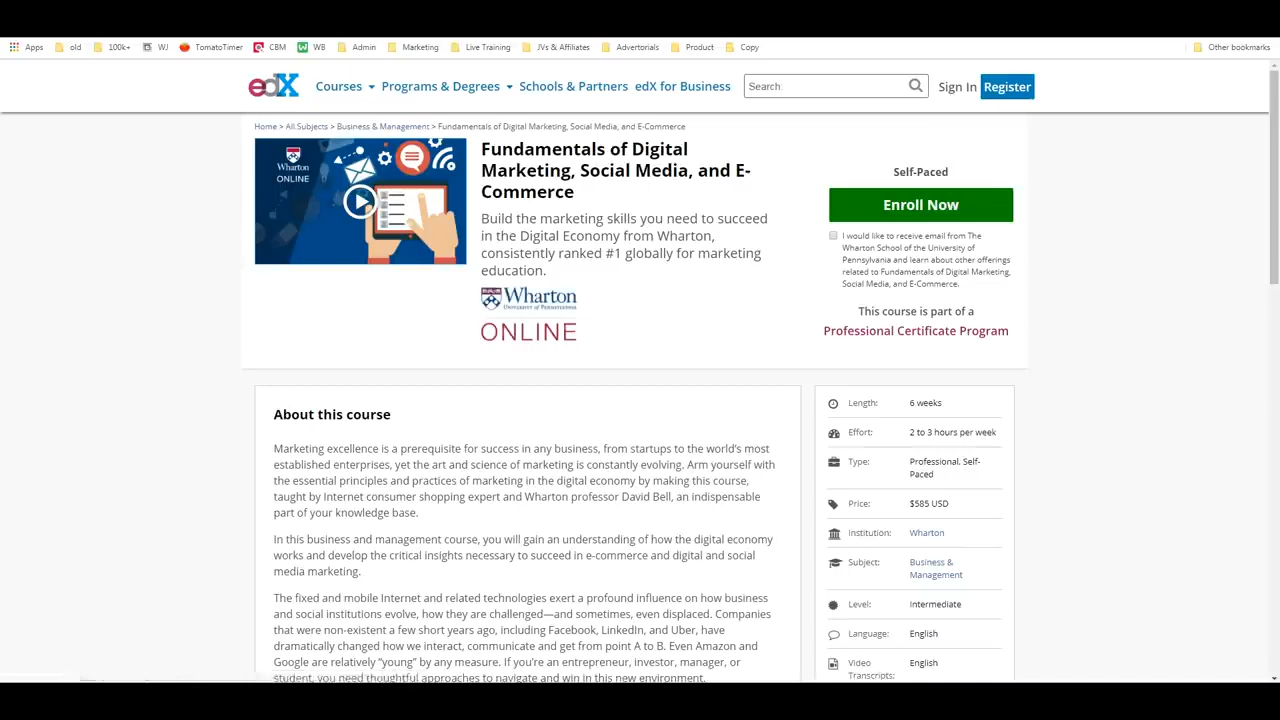 Apps old 100k+ WJ TomatoTimer CBM WB Admin Marketing Live Training JVs & Affiliates Advertorials Product Copy Other bookmarks
edX Courses Programs & Degrees Schools & Partners edX for Business Search: Sign In Register
Home > All Subjects > Business & Management > Fundamentals of Digital Marketing, Social Media, and E-Commerce
Wharton
ONLINE
Fundamentals of Digital
Marketing, Social Media, and E-
Commerce
Build the marketing skills you need to succeed
in the Digital Economy from Wharton,
consistently ranked #1 globally for marketing
education.
Wharton
UNIVERSITY of PENNSYLVANIA
ONLINE
Self-Paced
Enroll Now
I would like to receive email from The
Wharton School of the University of
Pennsylvania and learn about other offerings
related to Fundamentals of Digital Marketing,
Social Media, and E-Commerce.
This course is part of a
Professional Certificate Program
About this course
Marketing excellence is a prerequisite for success in any business, from startups to the world's most
established enterprises, yet the art and science of marketing is constantly evolving. Arm yourself with
the essential principles and practices of marketing in the digital economy by making this course,
taught by Internet consumer shopping expert and Wharton professor David Bell, an indispensable
part of your knowledge base.
In this business and management course, you will gain an understanding of how the digital economy
works and develop the critical insights necessary to succeed in e-commerce and digital and social
media marketing.
The fixed and mobile Internet and related technologies exert a profound influence on how business
and social institutions evolve, how they are challenged—and sometimes, even displaced. Companies
that were non-existent a few short years ago, including Facebook, LinkedIn, and Uber, have
dramatically changed how we interact, communicate and get from point A to B. Even Amazon and
Google are relatively “young” by any measure. If you're an entrepreneur, investor, manager, or
student, you need thoughtful approaches to navigate and win in this new environment.
Length: 6 weeks
Effort: 2 to 3 hours per week
Type: Professional, Self-
Paced
Price: $585 USD
Institution: Wharton
Subject: Business &
Management
Level: Intermediate
Language: English
Video English
Transcripts: